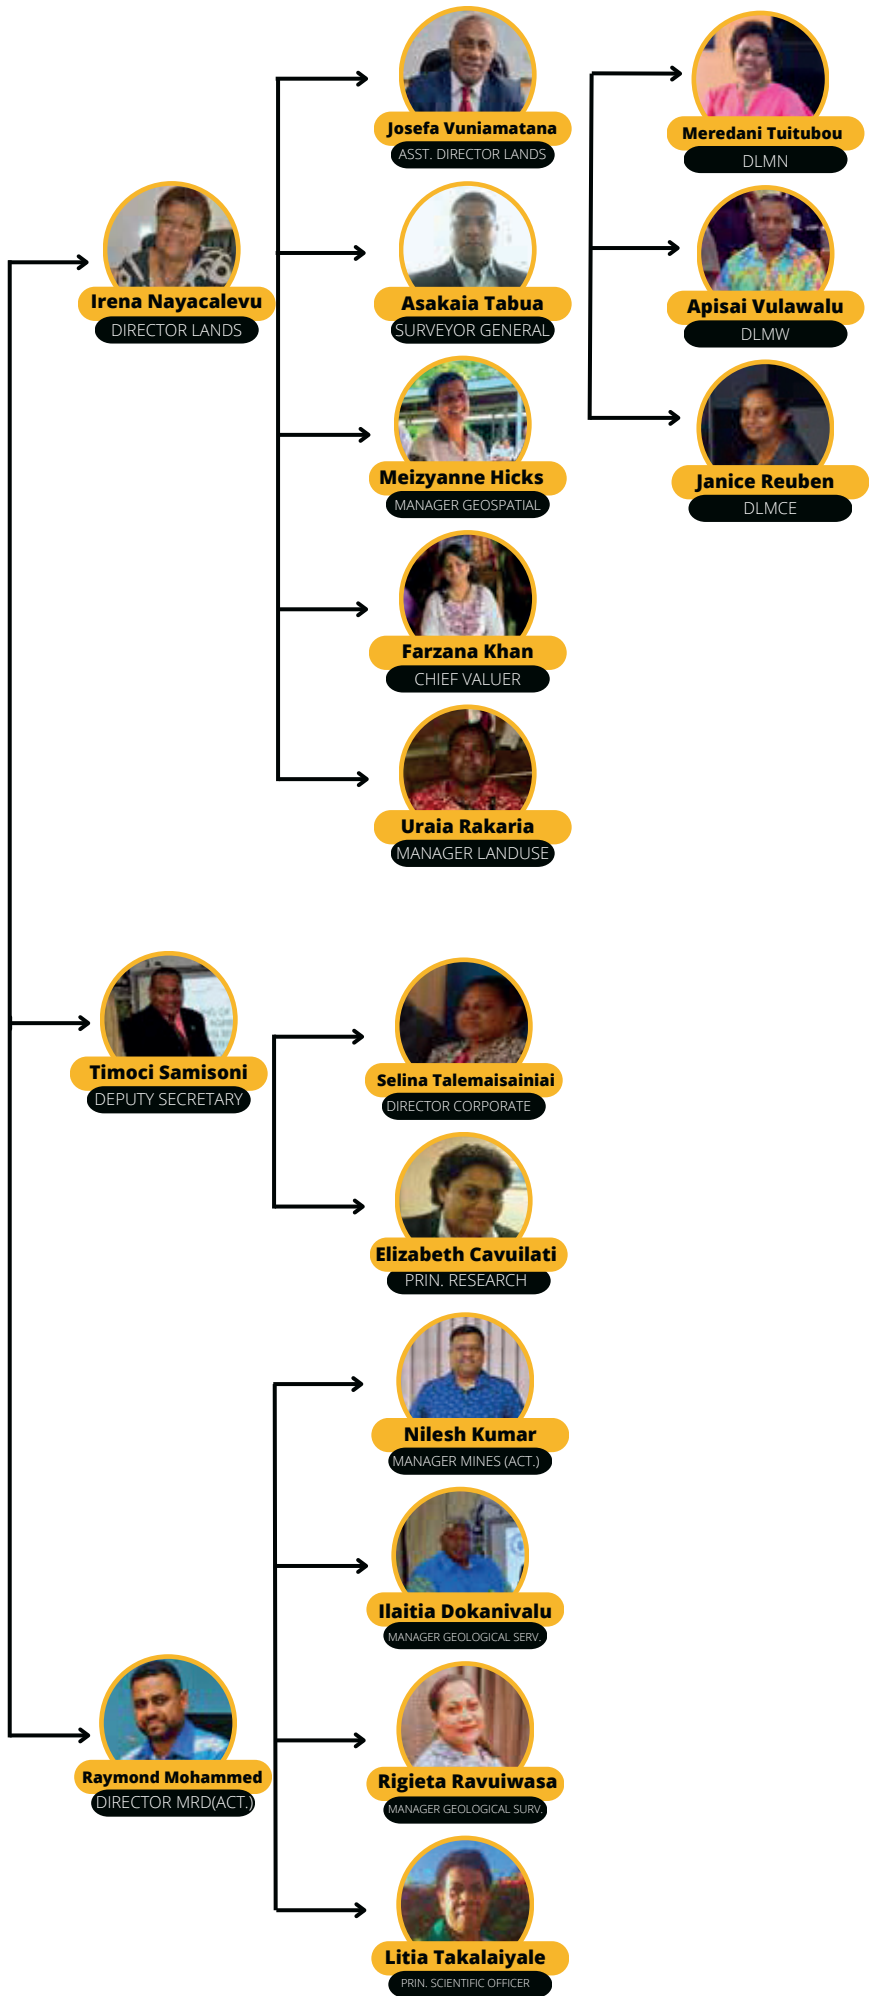 Josefa Vuniamatana
ASST. DIRECTOR LANDS
Meredani Tuitubou
DLMN
Irena Nayacalevu
DIRECTOR LANDS
Asakaia Tabua
SURVEYOR GENERAL
Apisai Vulawalu
DLMW
Meizyanne Hicks
MANAGER GEOSPATIAL
Janice Reuben
DLMCE
Farzana Khan
CHIEF VALUER
Uraia Rakaria
MANAGER LANDUSE
Timoci Samisoni
DEPUTY SECRETARY
Selina Talemaisainiai
DIRECTOR CORPORATE
Elizabeth Cavuilati
PRIN. RESEARCH
Nilesh Kumar
MANAGER MINES (ACT.)
Ilaitia Dokanivalu
MANAGER GEOLOGICAL SERV.
Raymond Mohammed
DIRECTOR MRD(ACT.)
Rigieta Ravuiwasa
MANAGER GEOLOGICAL SURV.
Litia Takalaiyale
PRIN. SCIENTIFIC OFFICER